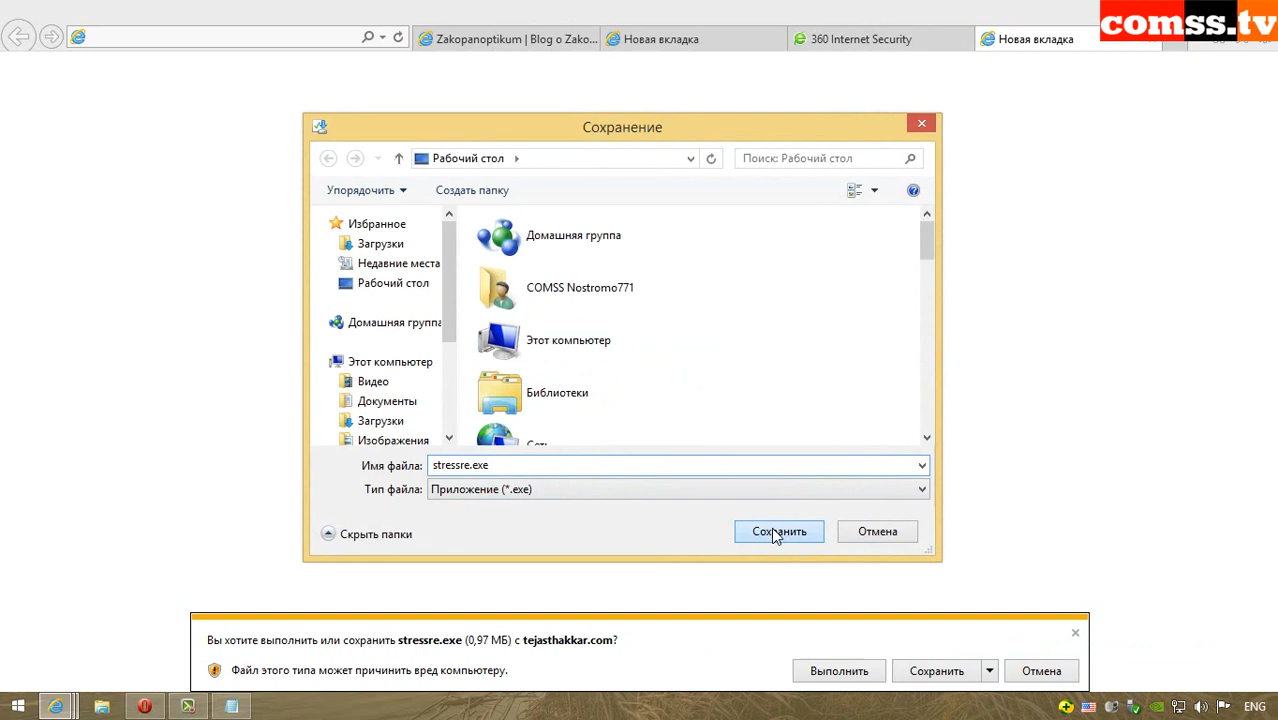 comss.tv
Zakopampliki.pl Blog o Zako...
Новая вкладка
360 Internet Security
Новая вкладка
Сохранение
Рабочий стол
Поиск: Рабочий стол
Упорядочить
Создать папку
Избранное
Загрузки
Недавние места
Рабочий стол
Домашняя группа
Этот компьютер
Видео
Документы
Загрузки
Изображения
Домашняя группа
COMSS Nostromo771
Этот компьютер
Библиотеки
Сеть
Имя файла: stressre.exe
Тип файла: Приложение (*.exe)
Скрыть папки
Сохранить
Отмена
Вы хотите выполнить или сохранить stressre.exe (0,97 МБ) с tejasthakkar.com?
Файл этого типа может причинить вред компьютеру.
Выполнить
Сохранить
Отмена
ENG